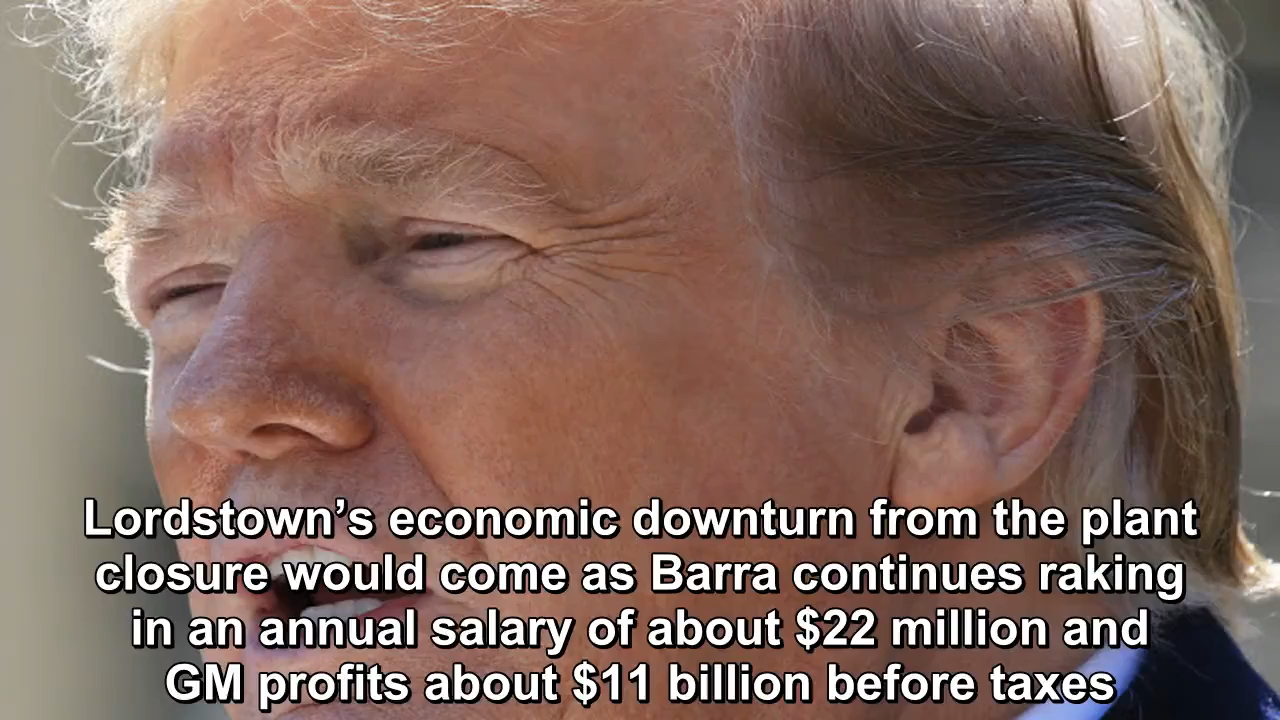 Lordstown’s economic downturn from the plant
closure would come as Barra continues raking
in an annual salary of about $22 million and
GM profits about $11 billion before taxes